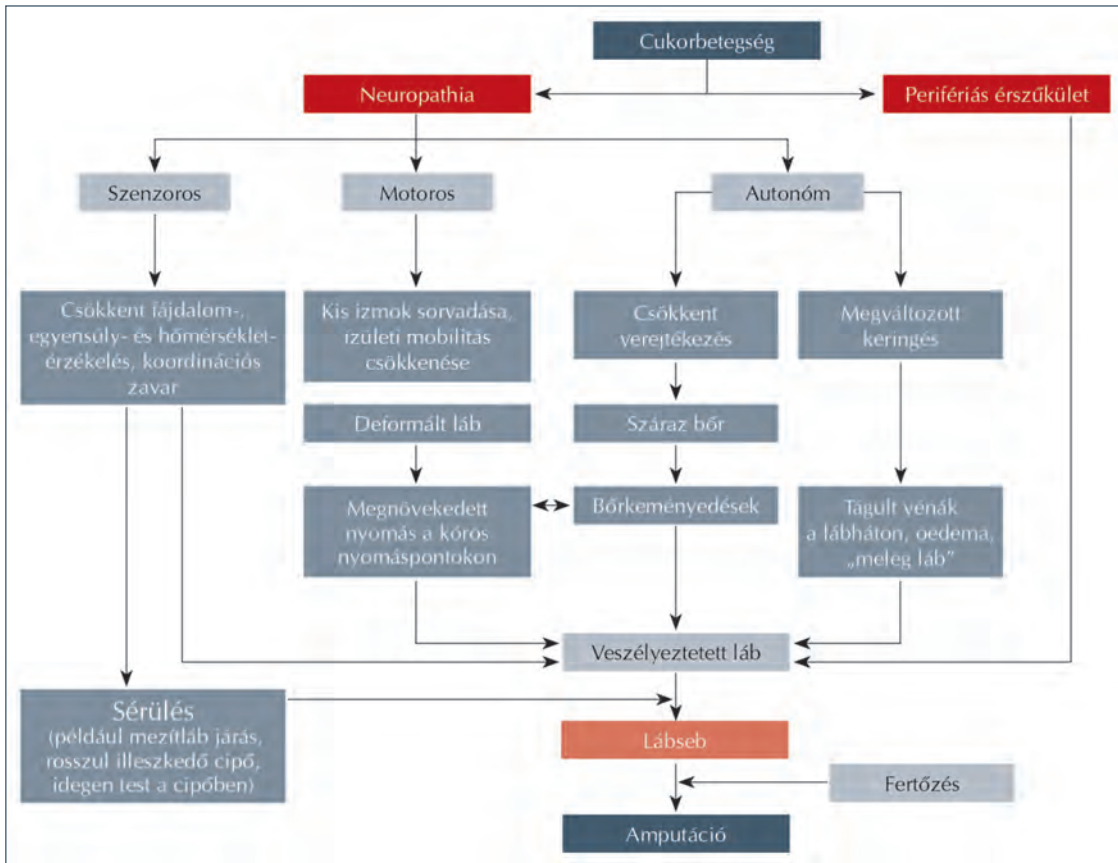 Cukorbetegség
Neuropathia
Perifériás érszűkület
Szenzoros
Motoros
Autonóm
Csökkent fájdalom-,
egyensúly- és hőmérséklet-
érzékelés, koordinációs
zavar
Kis izmok sorvadása,
ízületi mobilitás
csökkenése
Csökkent
verejtékezés
Megváltozott
keringés
Deformált láb
Száraz bőr
Megnövekedett
nyomás a kóros
nyomáspontokon
Bőrkeményedések
Tágult vénák
a lábháton, oedema,
„meleg láb”
Veszélyeztetett láb
Sérülés
(például mezítláb járás,
rosszul illeszkedő cipő,
idegen test a cipőben)
Lábseb
Fertőzés
Amputáció